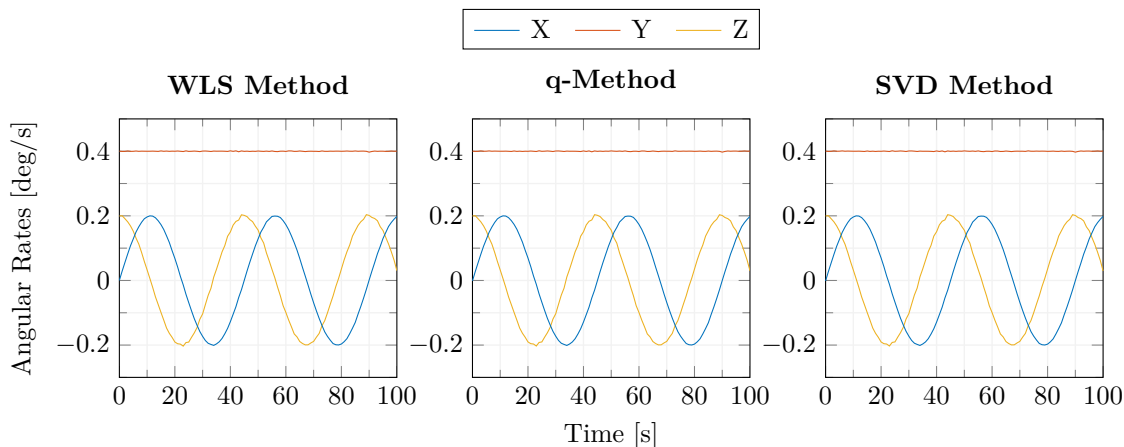 X Y Z
WLS Method q-Method SVD Method
Angular Rates [deg/s]
0.4 0.4 0.4
0.2 0.2 0.2
0 0 0
−0.2 −0.2 −0.2
0 20 40 60 80 100 0 20 40 60 80 100 0 20 40 60 80 100
Time [s]